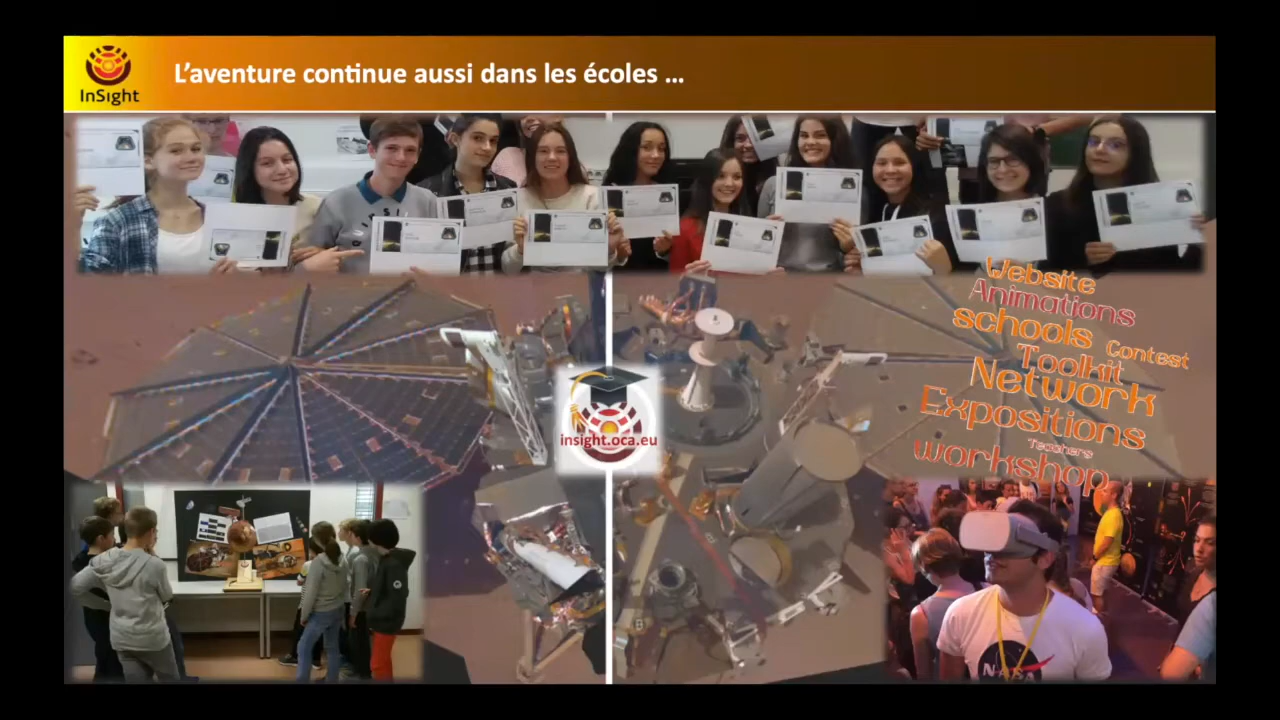 InSight
L'aventure continue aussi dans les écoles ...
Website
Animations
schools
Contest
Toolkit
Network
Expositions
Teachers
workshop
insight.oca.eu
NASA